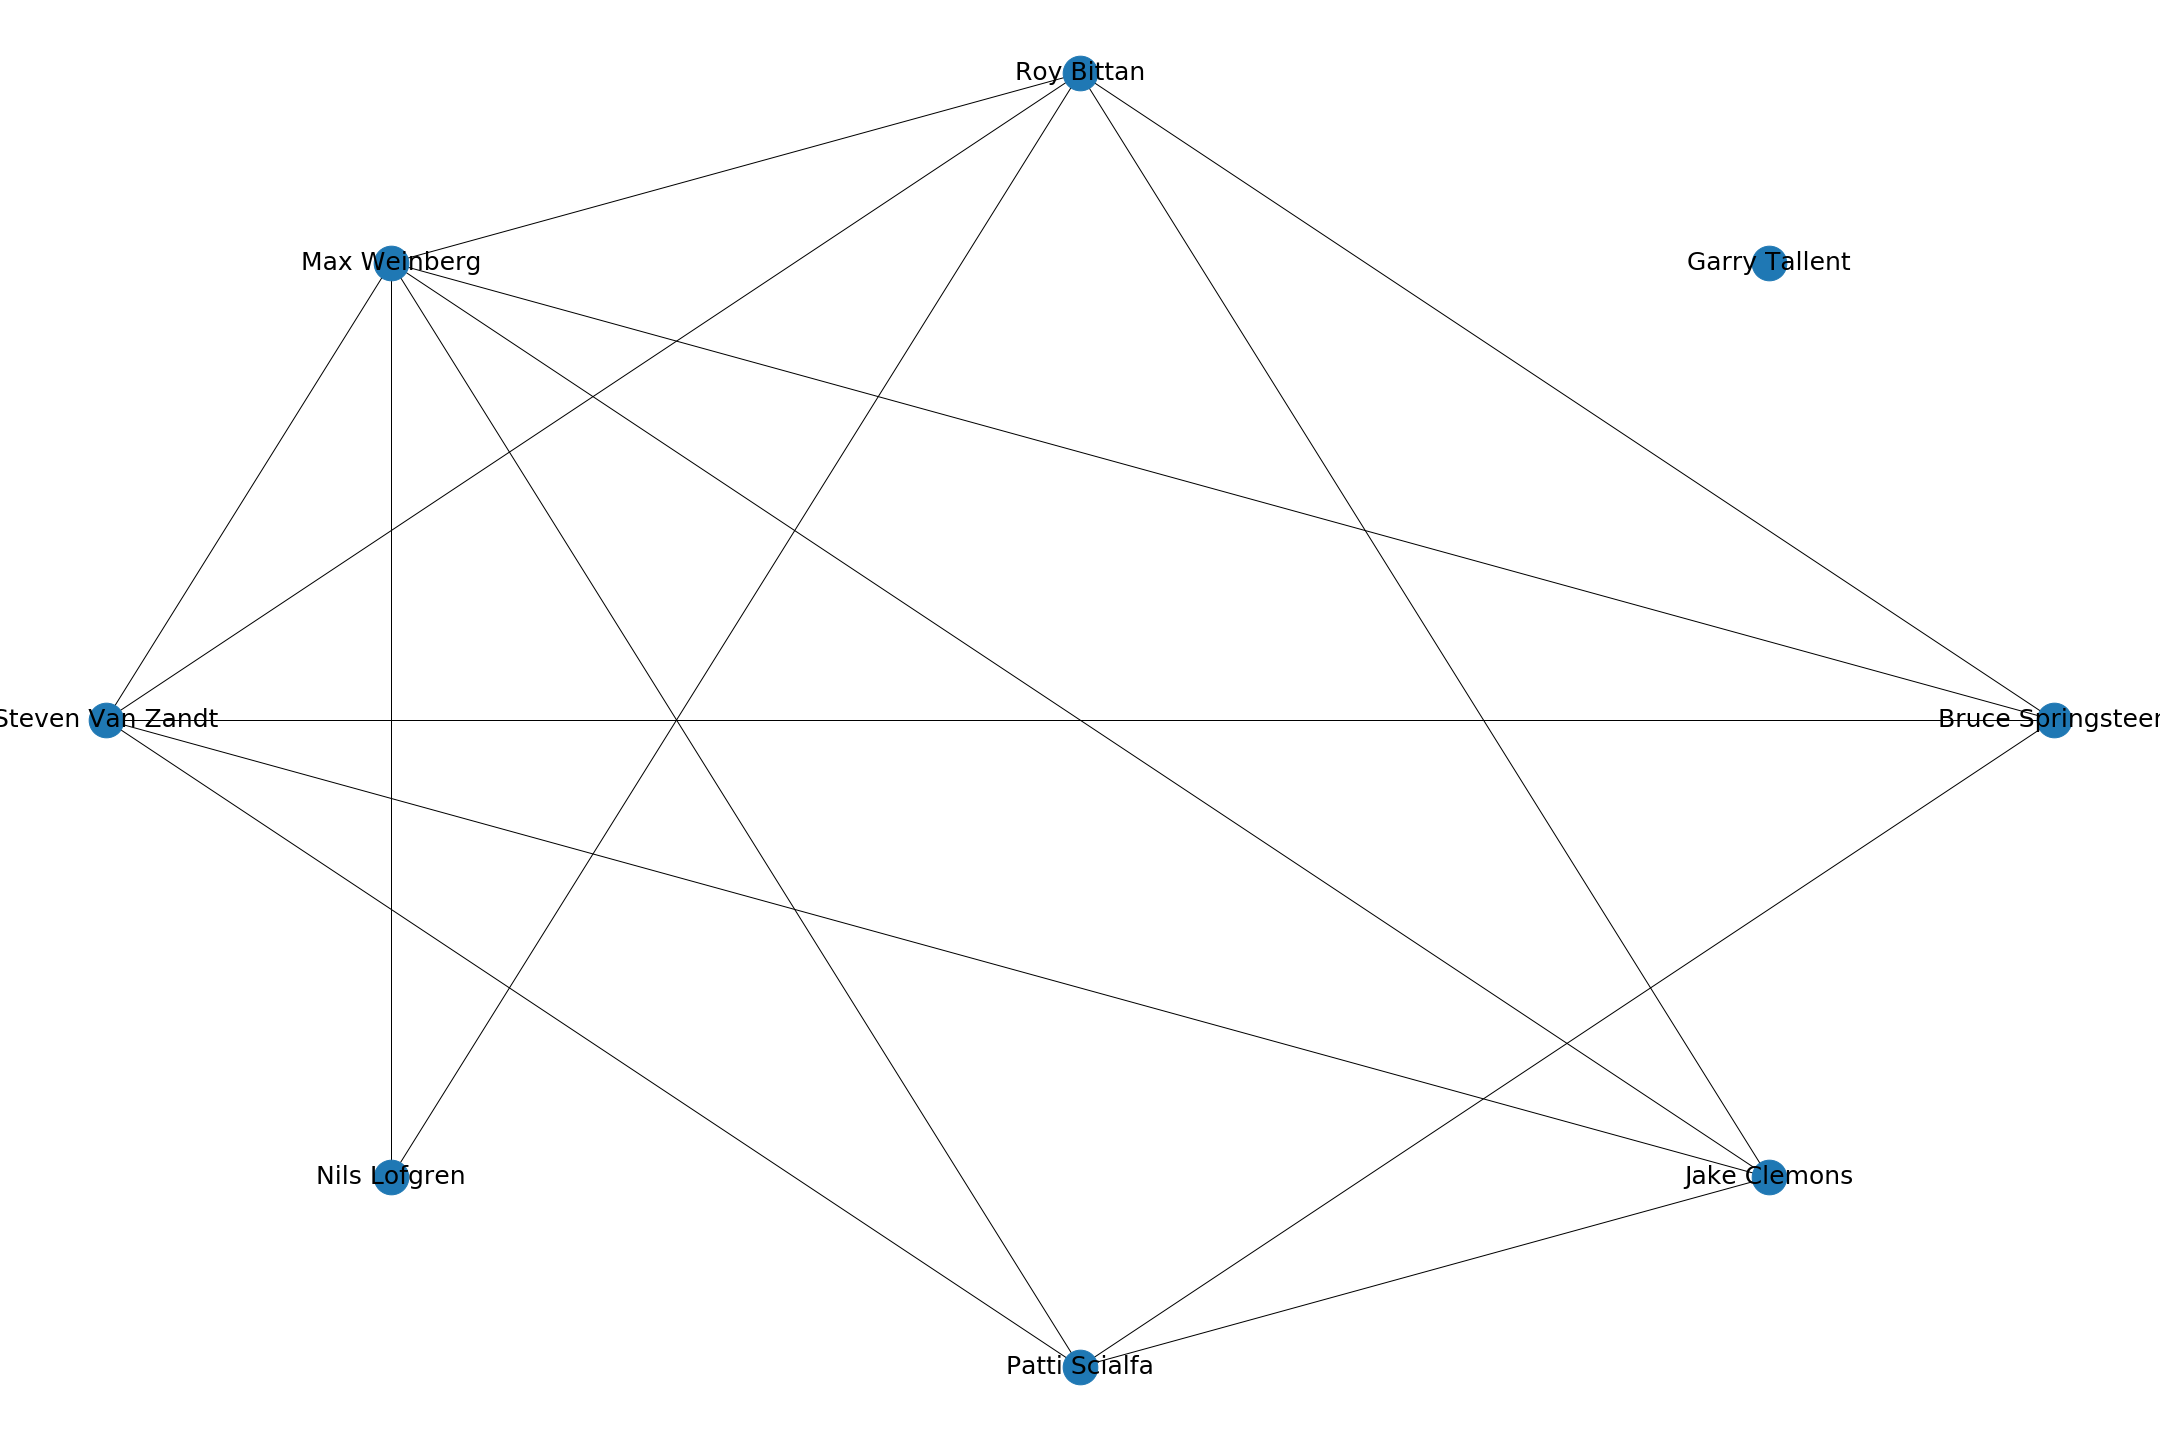 Roy Bittan
Max Weinberg
Garry Tallent
Steven Van Zandt
Bruce Springsteen
Nils Lofgren
Jake Clemons
Patti Scialfa